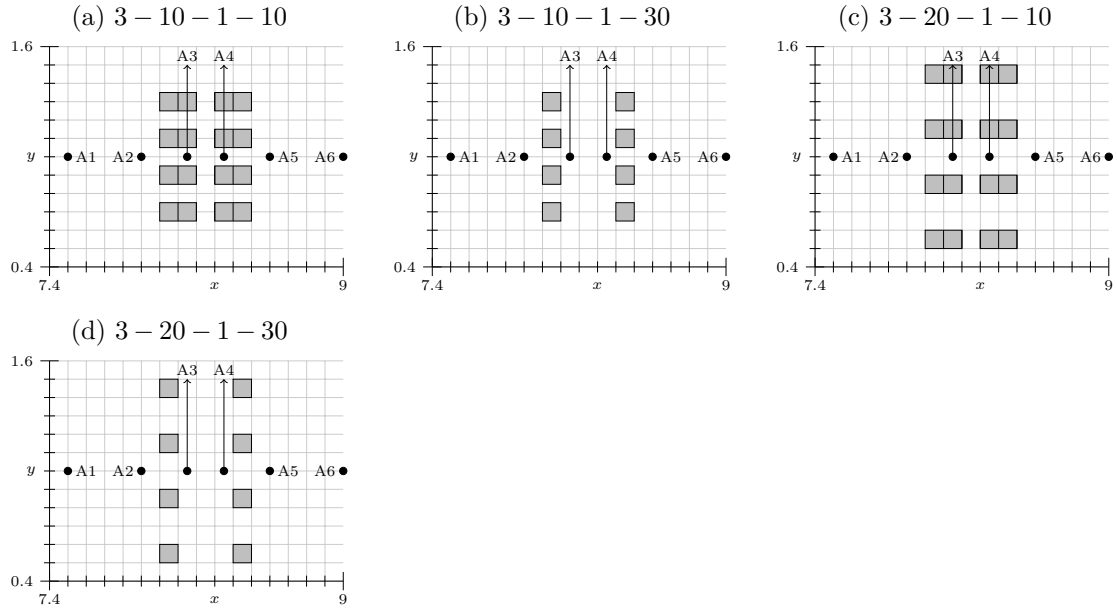 (a) 3 − 10 − 1 − 10
1.6
A3 A4
y A1 A2 A5 A6
0.4
7.4 x 9
(b) 3 − 10 − 1 − 30
1.6
A3 A4
y A1 A2 A5 A6
0.4
7.4 x 9
(c) 3 − 20 − 1 − 10
1.6
A3 A4
y A1 A2 A5 A6
0.4
7.4 x 9
(d) 3 − 20 − 1 − 30
1.6
A3 A4
y A1 A2 A5 A6
0.4
7.4 x 9